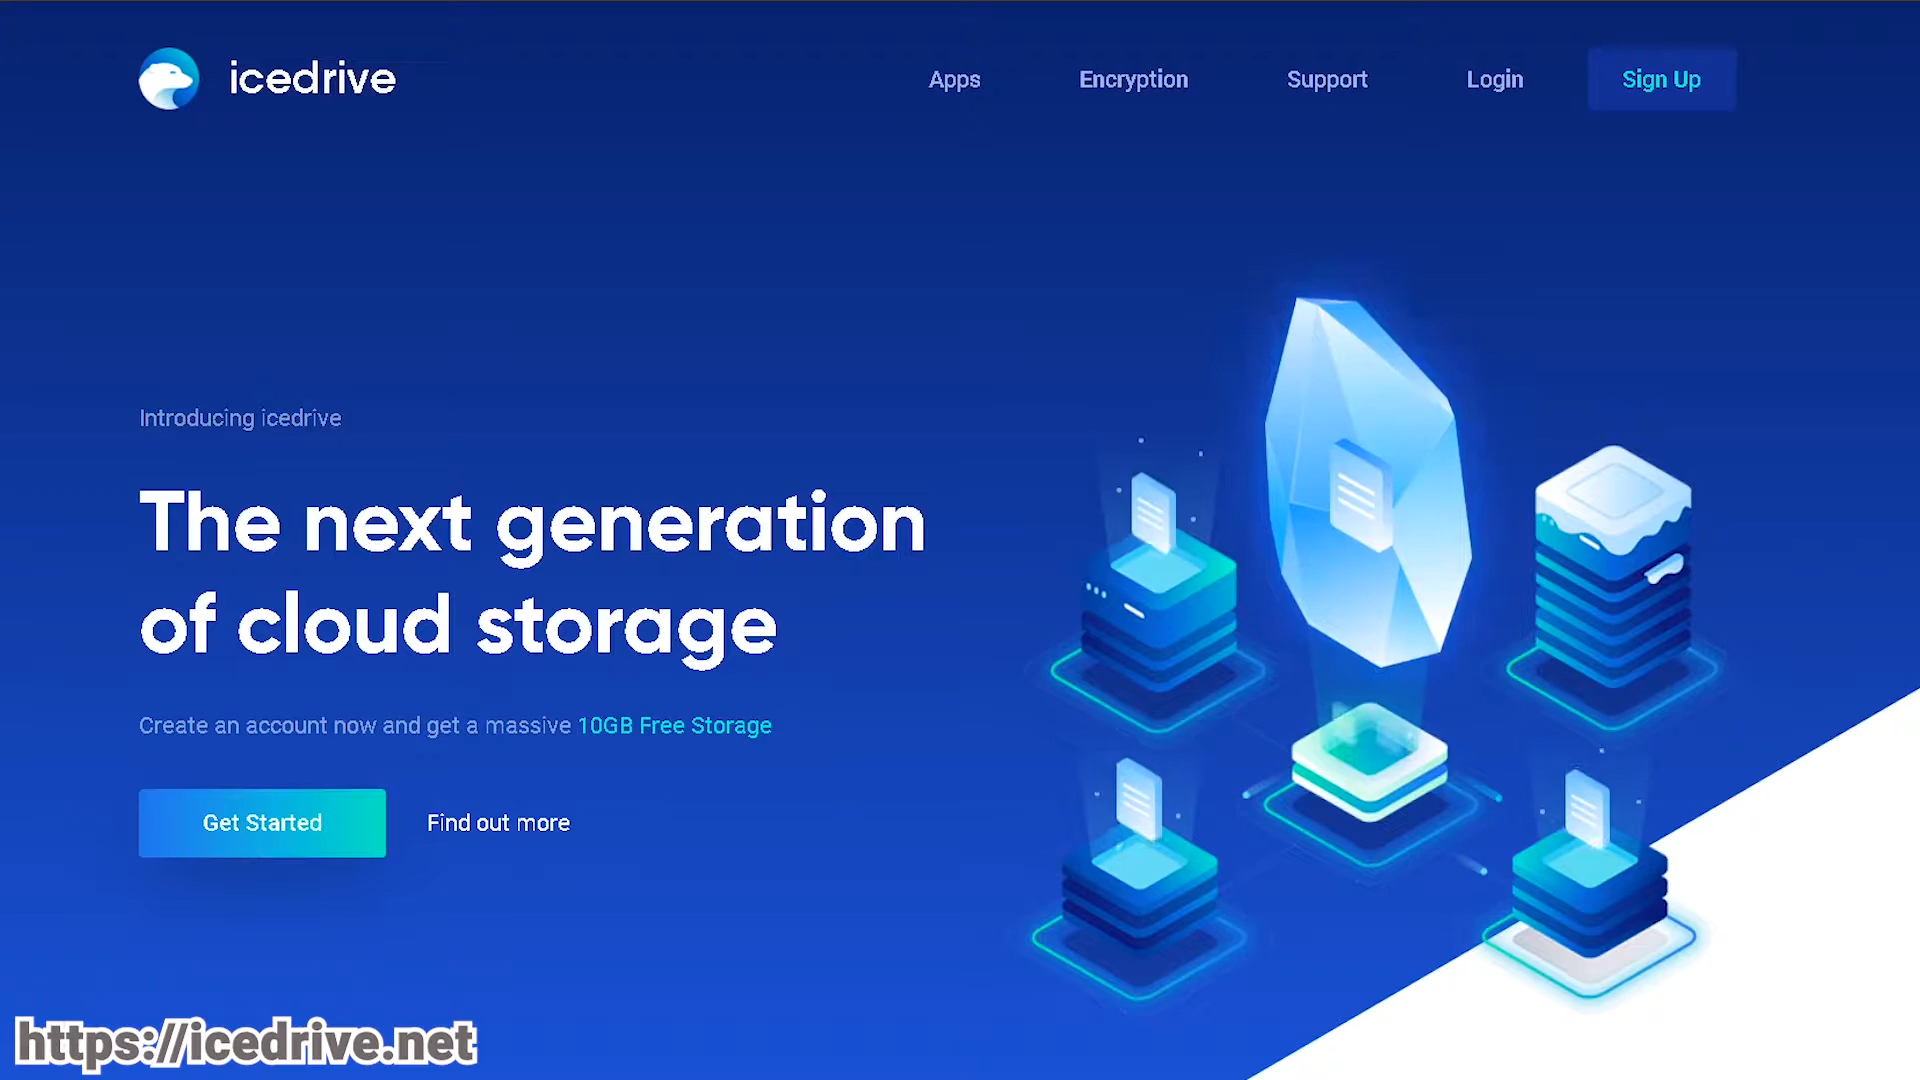 icedrive
Apps
Encryption
Support
Login
Sign Up
Introducing icedrive
The next generation
of cloud storage
Create an account now and get a massive 10GB Free Storage
Get Started
Find out more
https://icedrive.net